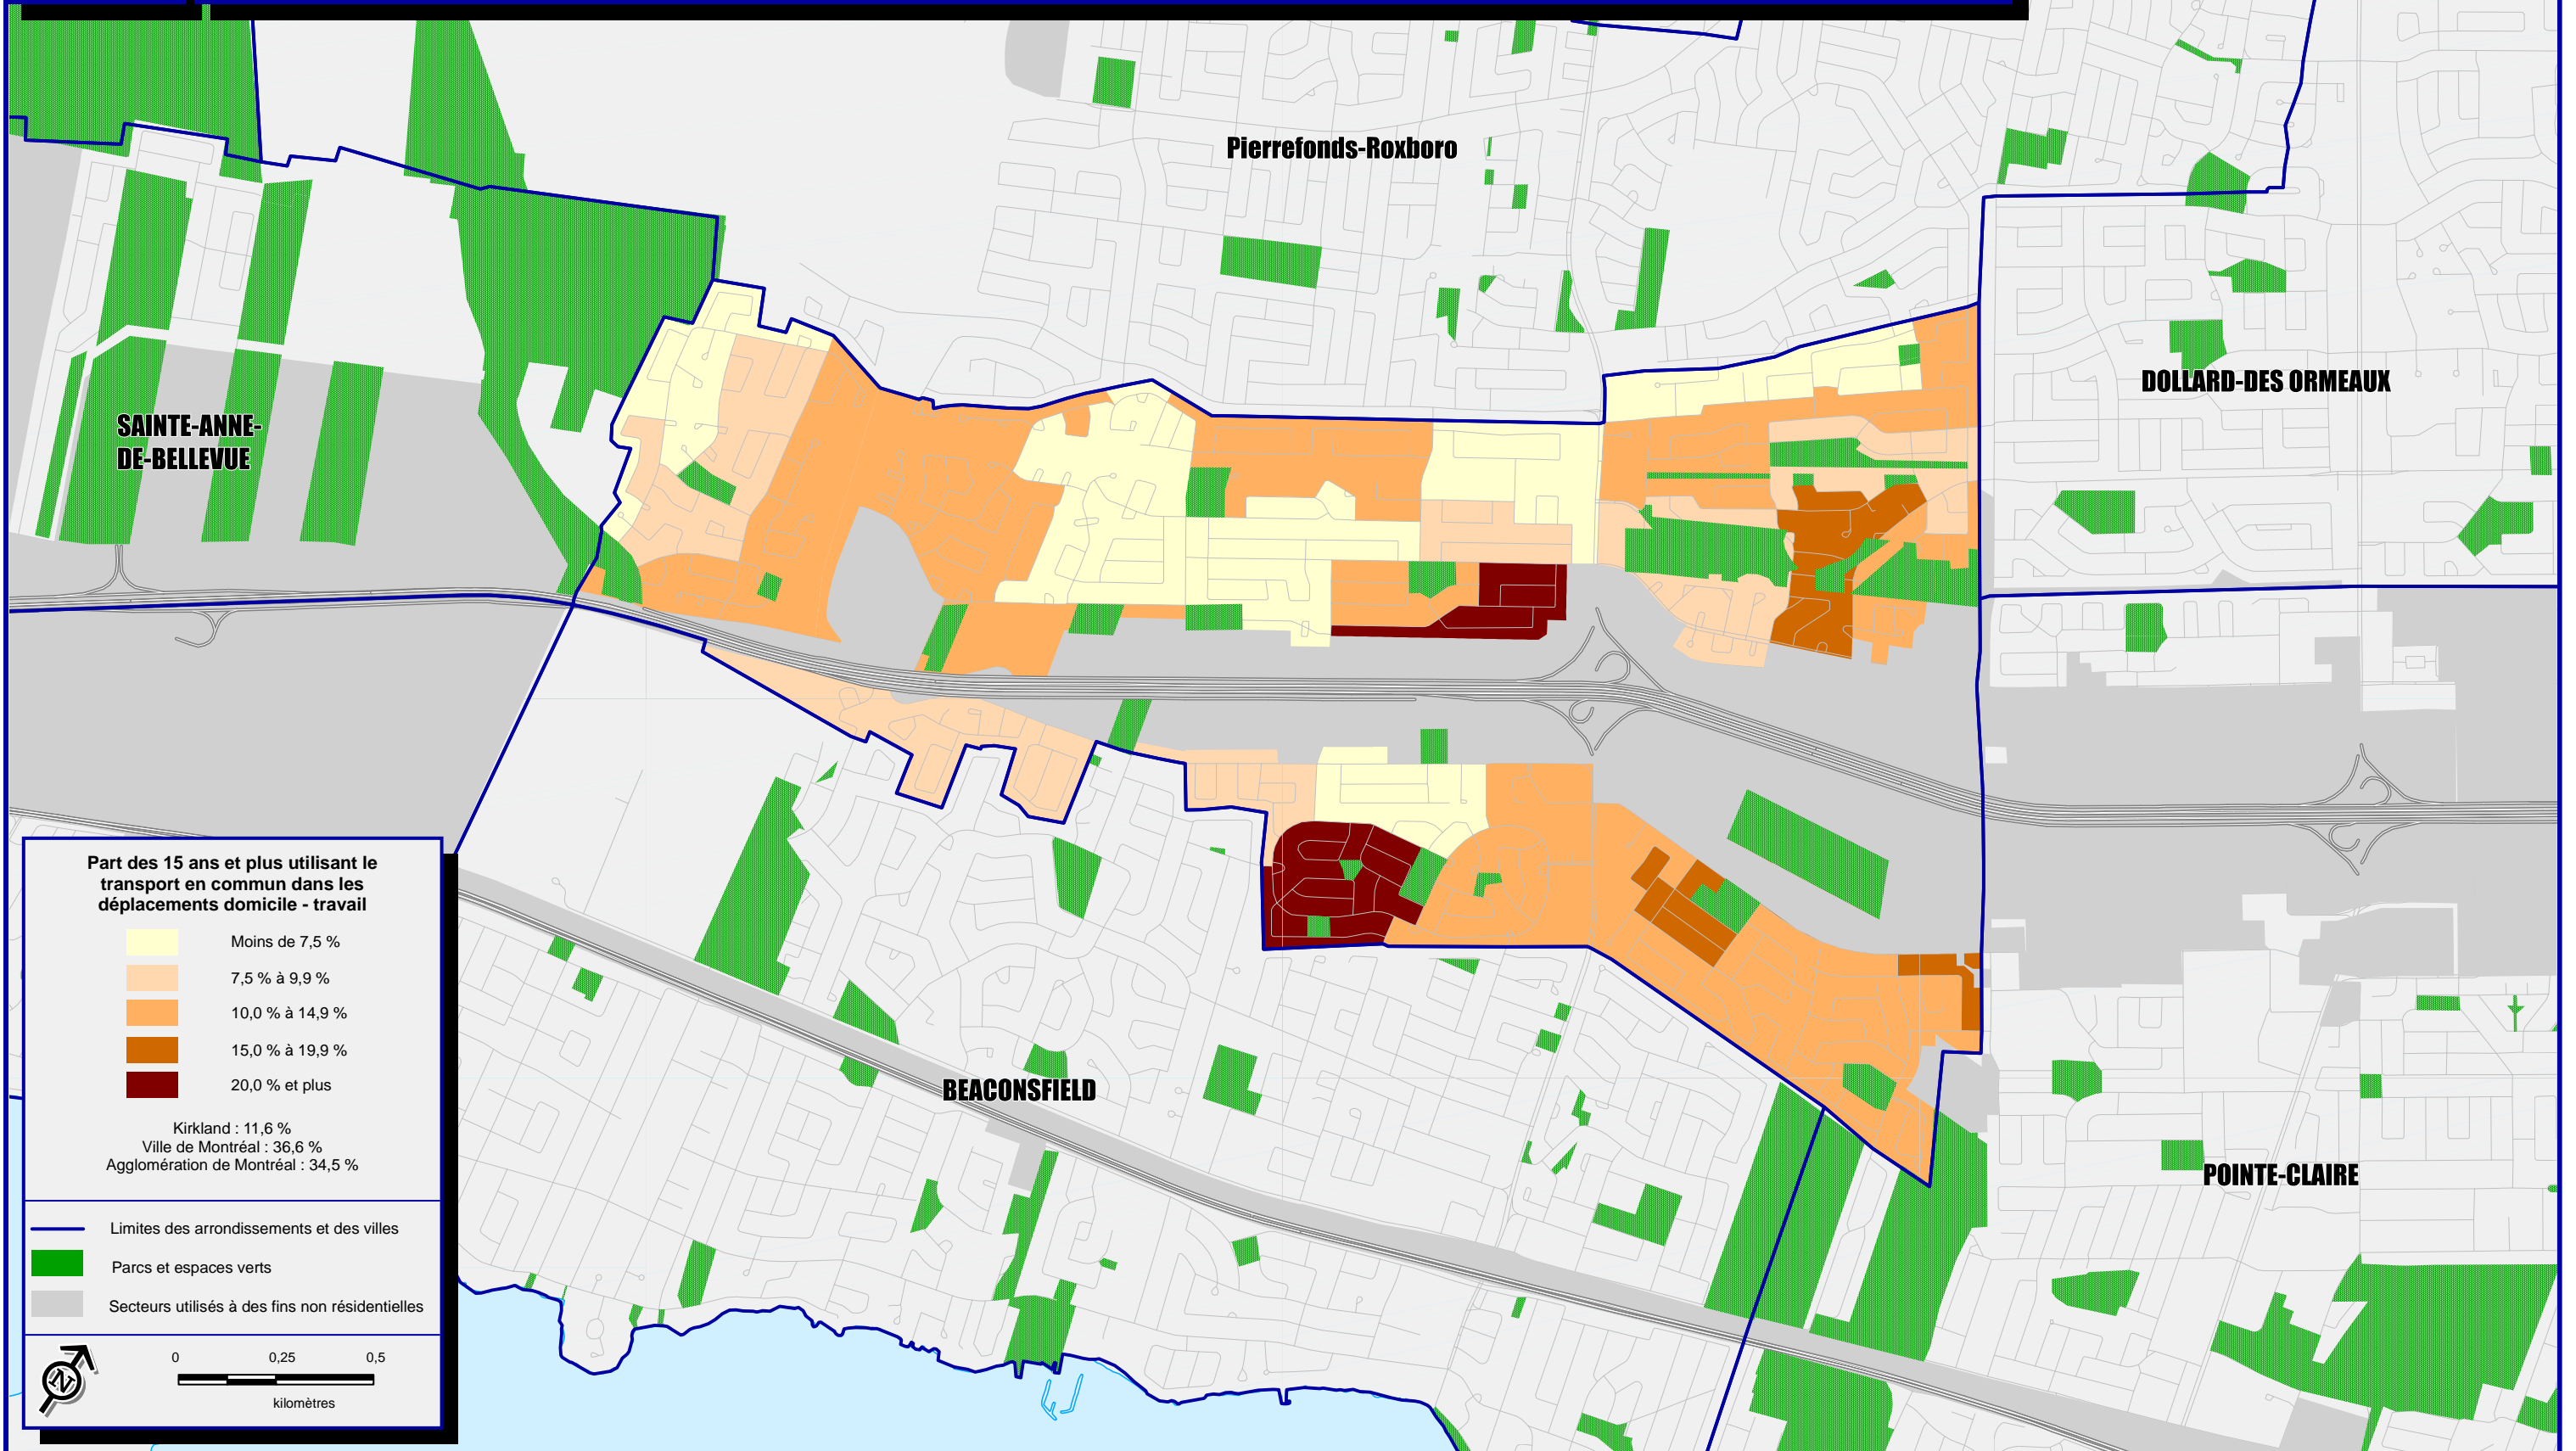 Pierrefonds-Roxboro
DOLLARD-DES ORMEAUX
SAINTE-ANNE-
DE-BELLEVUE
BEACONSFIELD
POINTE-CLAIRE
Part des 15 ans et plus utilisant le
transport en commun dans les
déplacements domicile - travail
Moins de 7,5 %
7,5 % à 9,9 %
10,0 % à 14,9 %
15,0 % à 19,9 %
20,0 % et plus
Kirkland : 11,6 %
Ville de Montréal : 36,6 %
Agglomération de Montréal : 34,5 %
Limites des arrondissements et des villes
Parcs et espaces verts
Secteurs utilisés à des fins non résidentielles
N
0 0,25 0,5
kilomètres